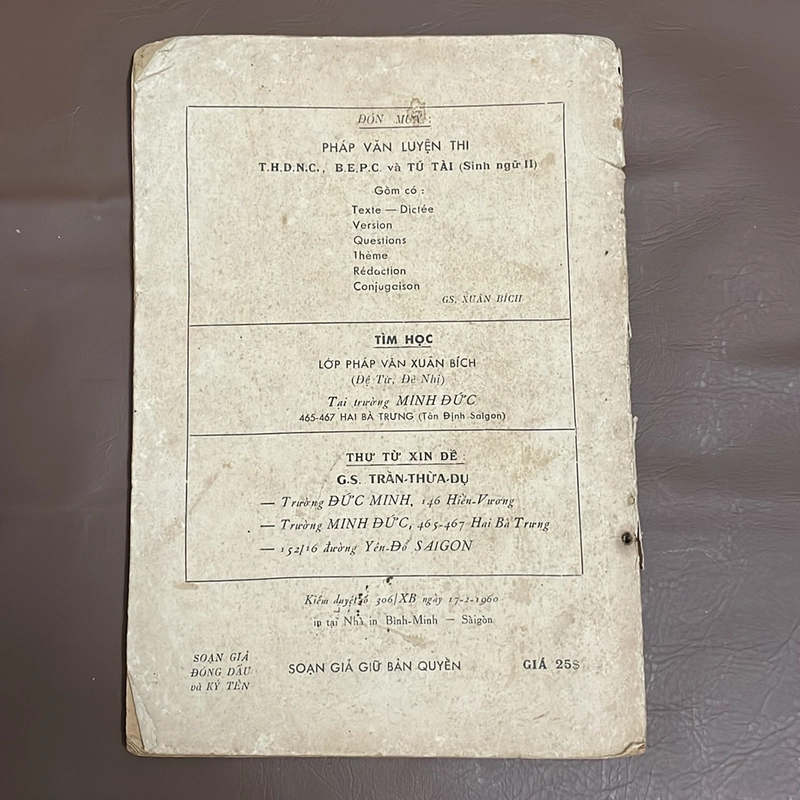 ĐÓN MUA :
PHÁP VĂN LUYỆN THI
T.H.D.N.C., B.E.P.C. và TÚ TÀI (Sinh ngữ II)
Gồm có :
Texte — Dictée
Version
Questions
Thème
Rédaction
Conjugaison
GS. XUÂN BÍCH
TÌM HỌC
LỚP PHÁP VĂN XUÂN BÍCH
(Đệ Tứ, Đệ Nhị)
Tại trường MINH ĐỨC
465-467 HAI BÀ TRƯNG (Tân Định Saigon)
THƯ TỪ XIN ĐỀ :
G.S. TRẦN-THỪA-DỤ
— Trường ĐỨC MINH, 146 Hiền-Vương
— Trường MINH ĐỨC, 465-467 Hai Bà Trưng
— 152/16 đường Yên-Đổ SAIGON
Kiểm duyệt số 306/XB ngày 17-2-1960
in tại Nhà in Bình-Minh — Sàigòn
SOẠN GIẢ
ĐÓNG DẤU
và KÝ TÊN
SOẠN GIẢ GIỮ BẢN QUYỀN
GIÁ 25$